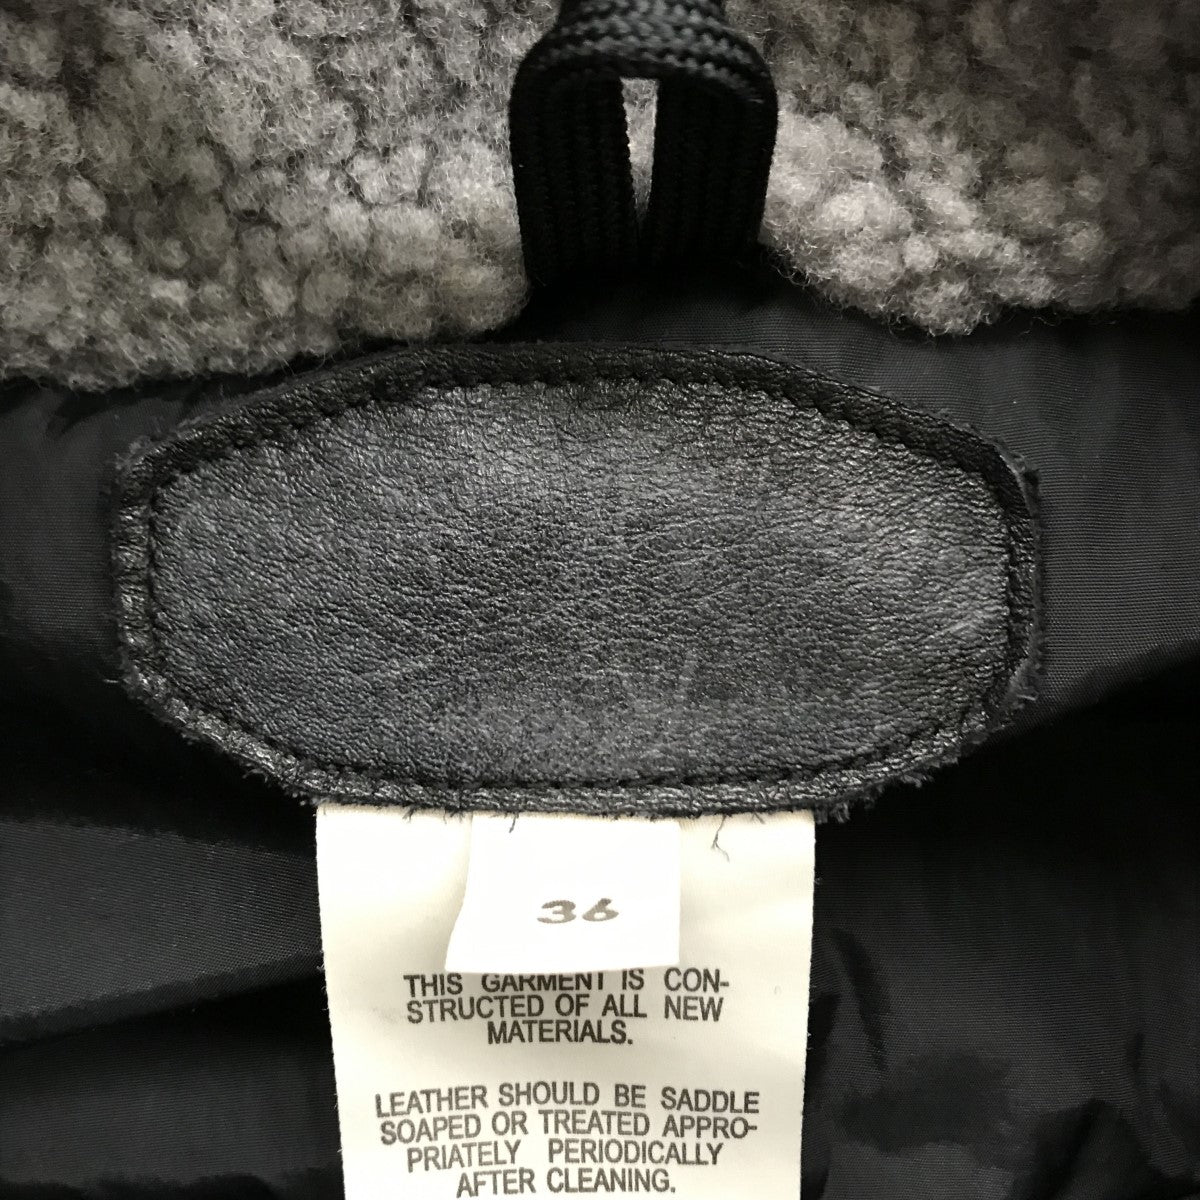 36
THIS GARMENT IS CON-
STRUCTED OF ALL NEW
MATERIALS.
LEATHER SHOULD BE SADDLE
SOAPED OR TREATED APPRO-
PRIATELY PERIODICALLY
AFTER CLEANING.